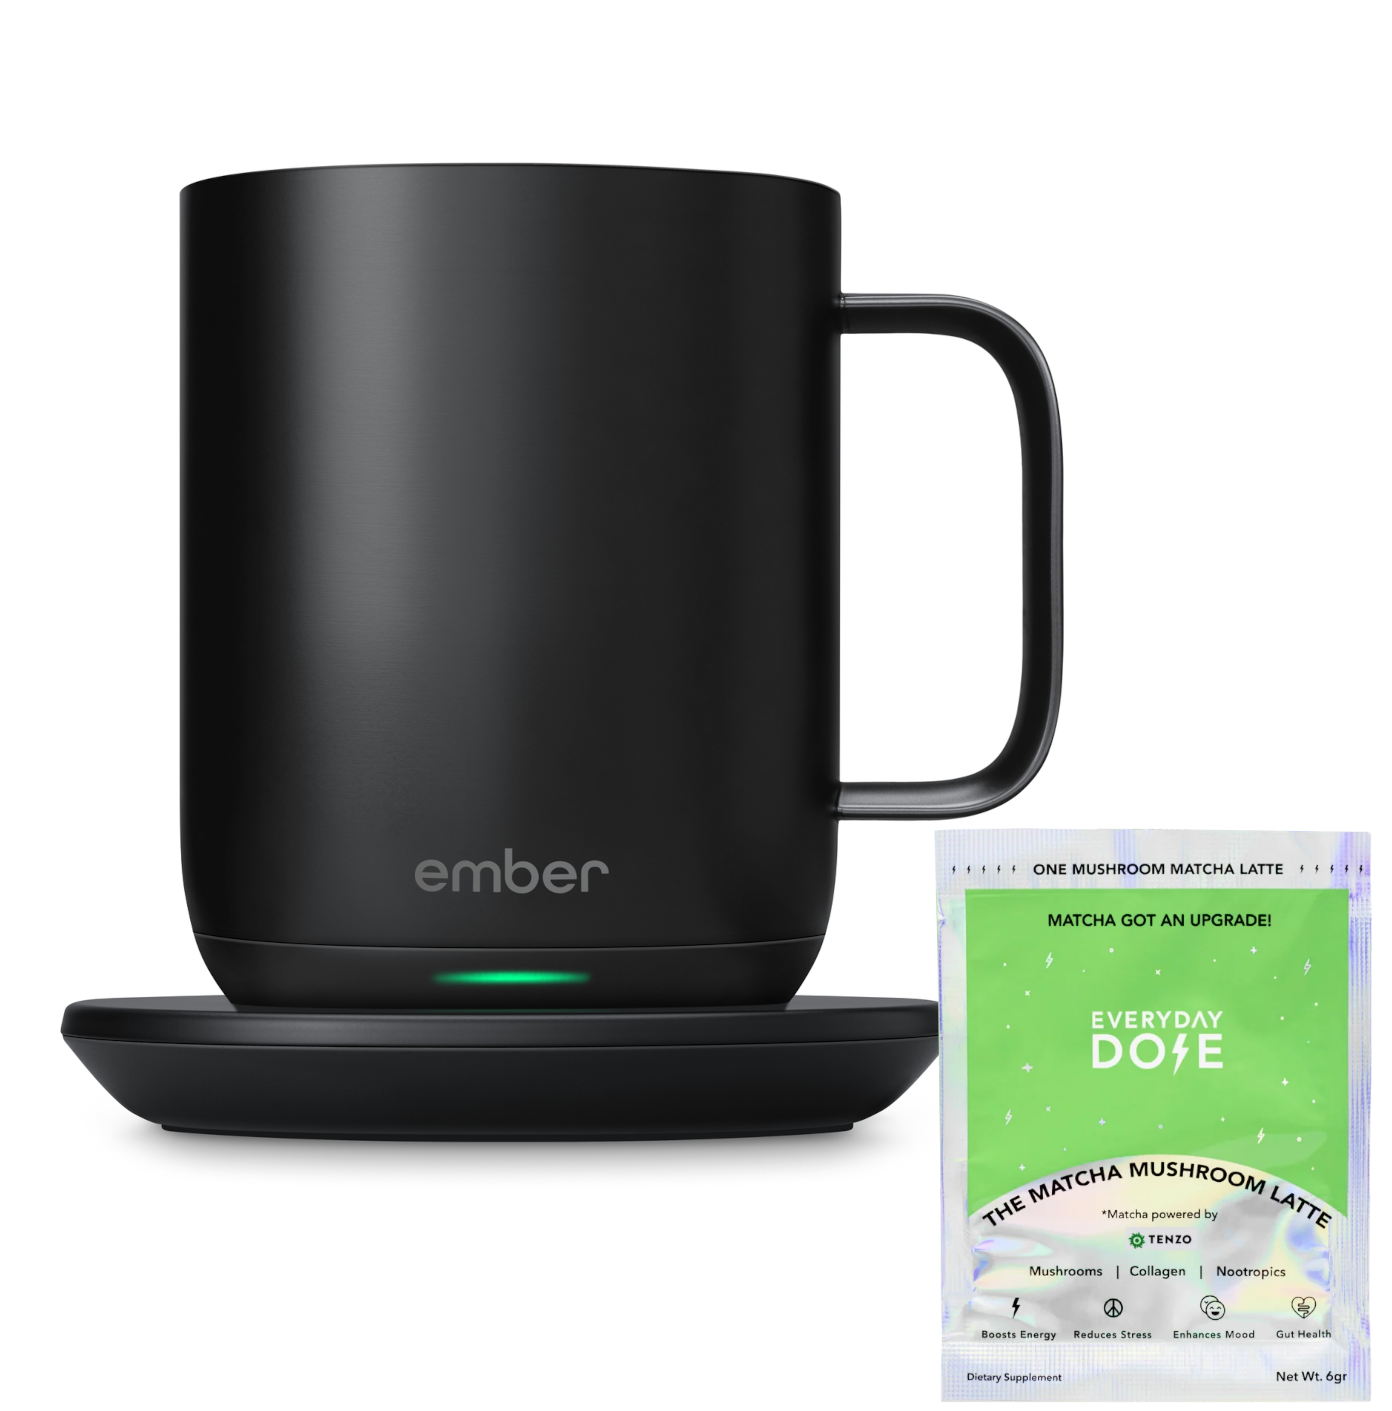 ember
ONE MUSHROOM MATCHA LATTE
MATCHA GOT AN UPGRADE!
EVERYDAY
DOSE
THE MATCHA MUSHROOM LATTE
*Matcha powered by
TENZO
Mushrooms | Collagen | Nootropics
Boosts Energy Reduces Stress Enhances Mood Gut Health
Dietary Supplement Net Wt. 6gr